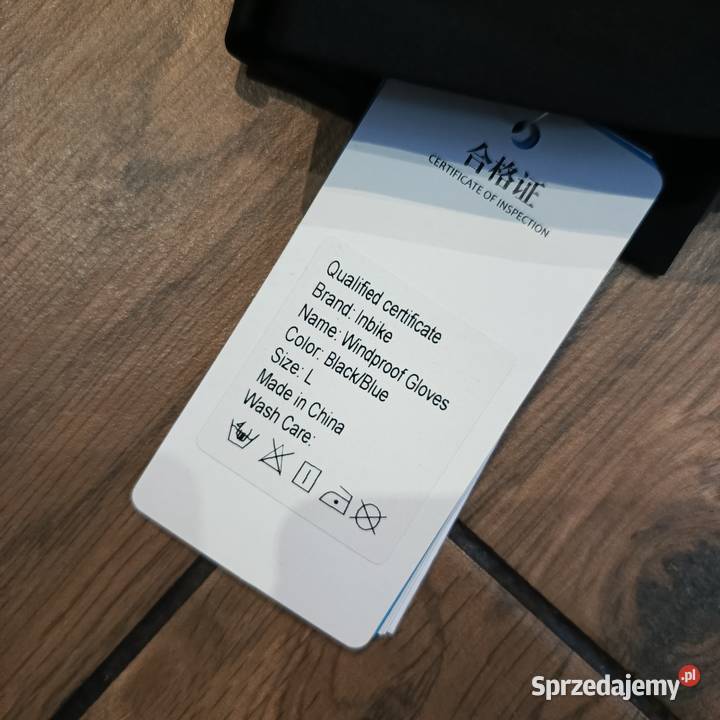 合格证
CERTIFICATE OF INSPECTION
Qualified certificate
Brand: Inbike
Name: Windproof Gloves
Color: Black/Blue
Size: L
Made in China
Wash Care:
Sprzedajemy.pl